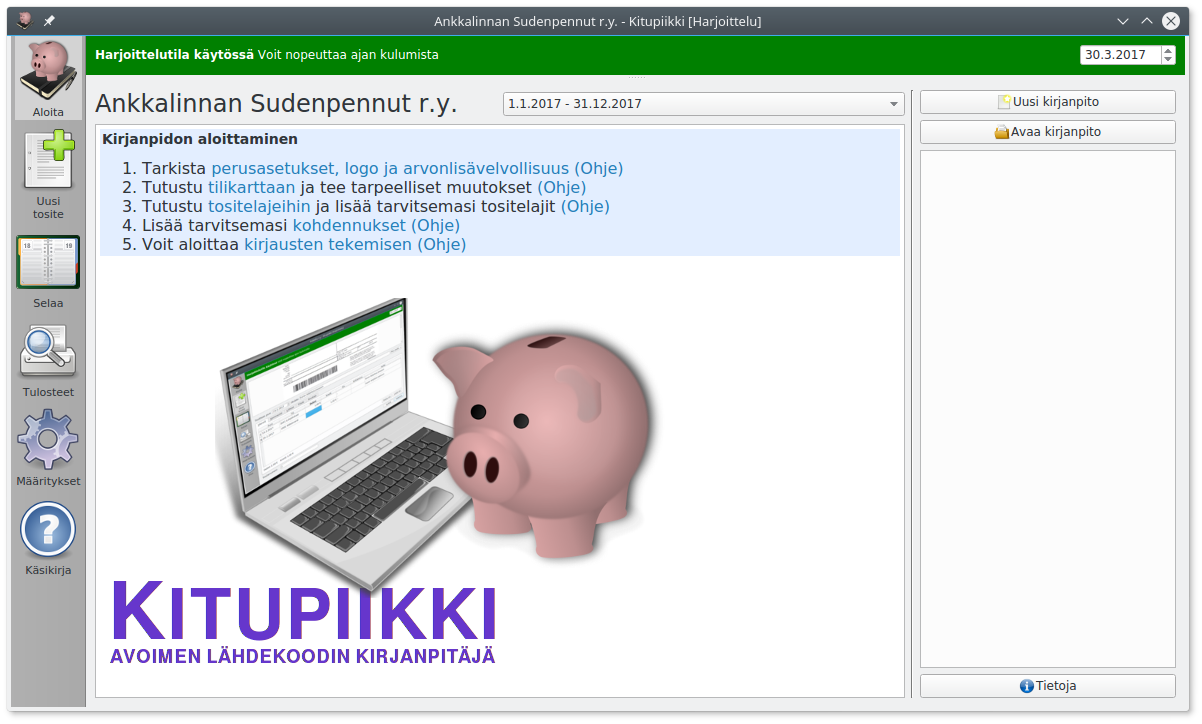 Ankkalinnan Sudenpennut r.y. - Kitupiikki [Harjoittelu]
Harjoittelutila käytössä Voit nopeuttaa ajan kulumista
30.3.2017
Aloita
Uusi
tosite
18 19
Selaa
Tulosteet
Määritykset
?
Käsikirja
Ankkalinnan Sudenpennut r.y.
1.1.2017 - 31.12.2017
Kirjanpidon aloittaminen
1. Tarkista perusasetukset, logo ja arvonlisävelvollisuus (Ohje)
2. Tutustu tilikarttaan ja tee tarpeelliset muutokset (Ohje)
3. Tutustu tositelajeihin ja lisää tarvitsemasi tositelajit (Ohje)
4. Lisää tarvitsemasi kohdennukset (Ohje)
5. Voit aloittaa kirjausten tekemisen (Ohje)
KITUPIIKKI
AVOIMEN LÄHDEKOODIN KIRJANPITÄJÄ
Uusi kirjanpito
Avaa kirjanpito
Tietoja